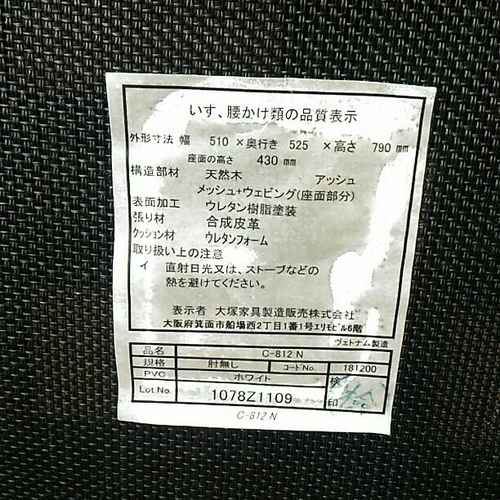 いす、腰かけ類の品質表示
外形寸法 幅 510 × 奥行き 525 × 高さ 790 mm
座面の高さ 430 mm
構造部材 天然木 アッシュ
メッシュ+ウェビング(座面部分)
表面加工 ウレタン樹脂塗装
張り材 合成皮革
クッション材 ウレタンフォーム
取り扱い上の注意
イ 直射日光又は、ストーブなどの
熱を避けてください。
表示者 大塚家具製造販売株式会社
大阪府箕面市船場西2丁目1番1号エリモビル6階
ヴェトナム製造
品名 C-812 N
規格 肘無し コードNo. 181200
PVC ホワイト 検
Lot No. 1078Z1109 印
C-812 N